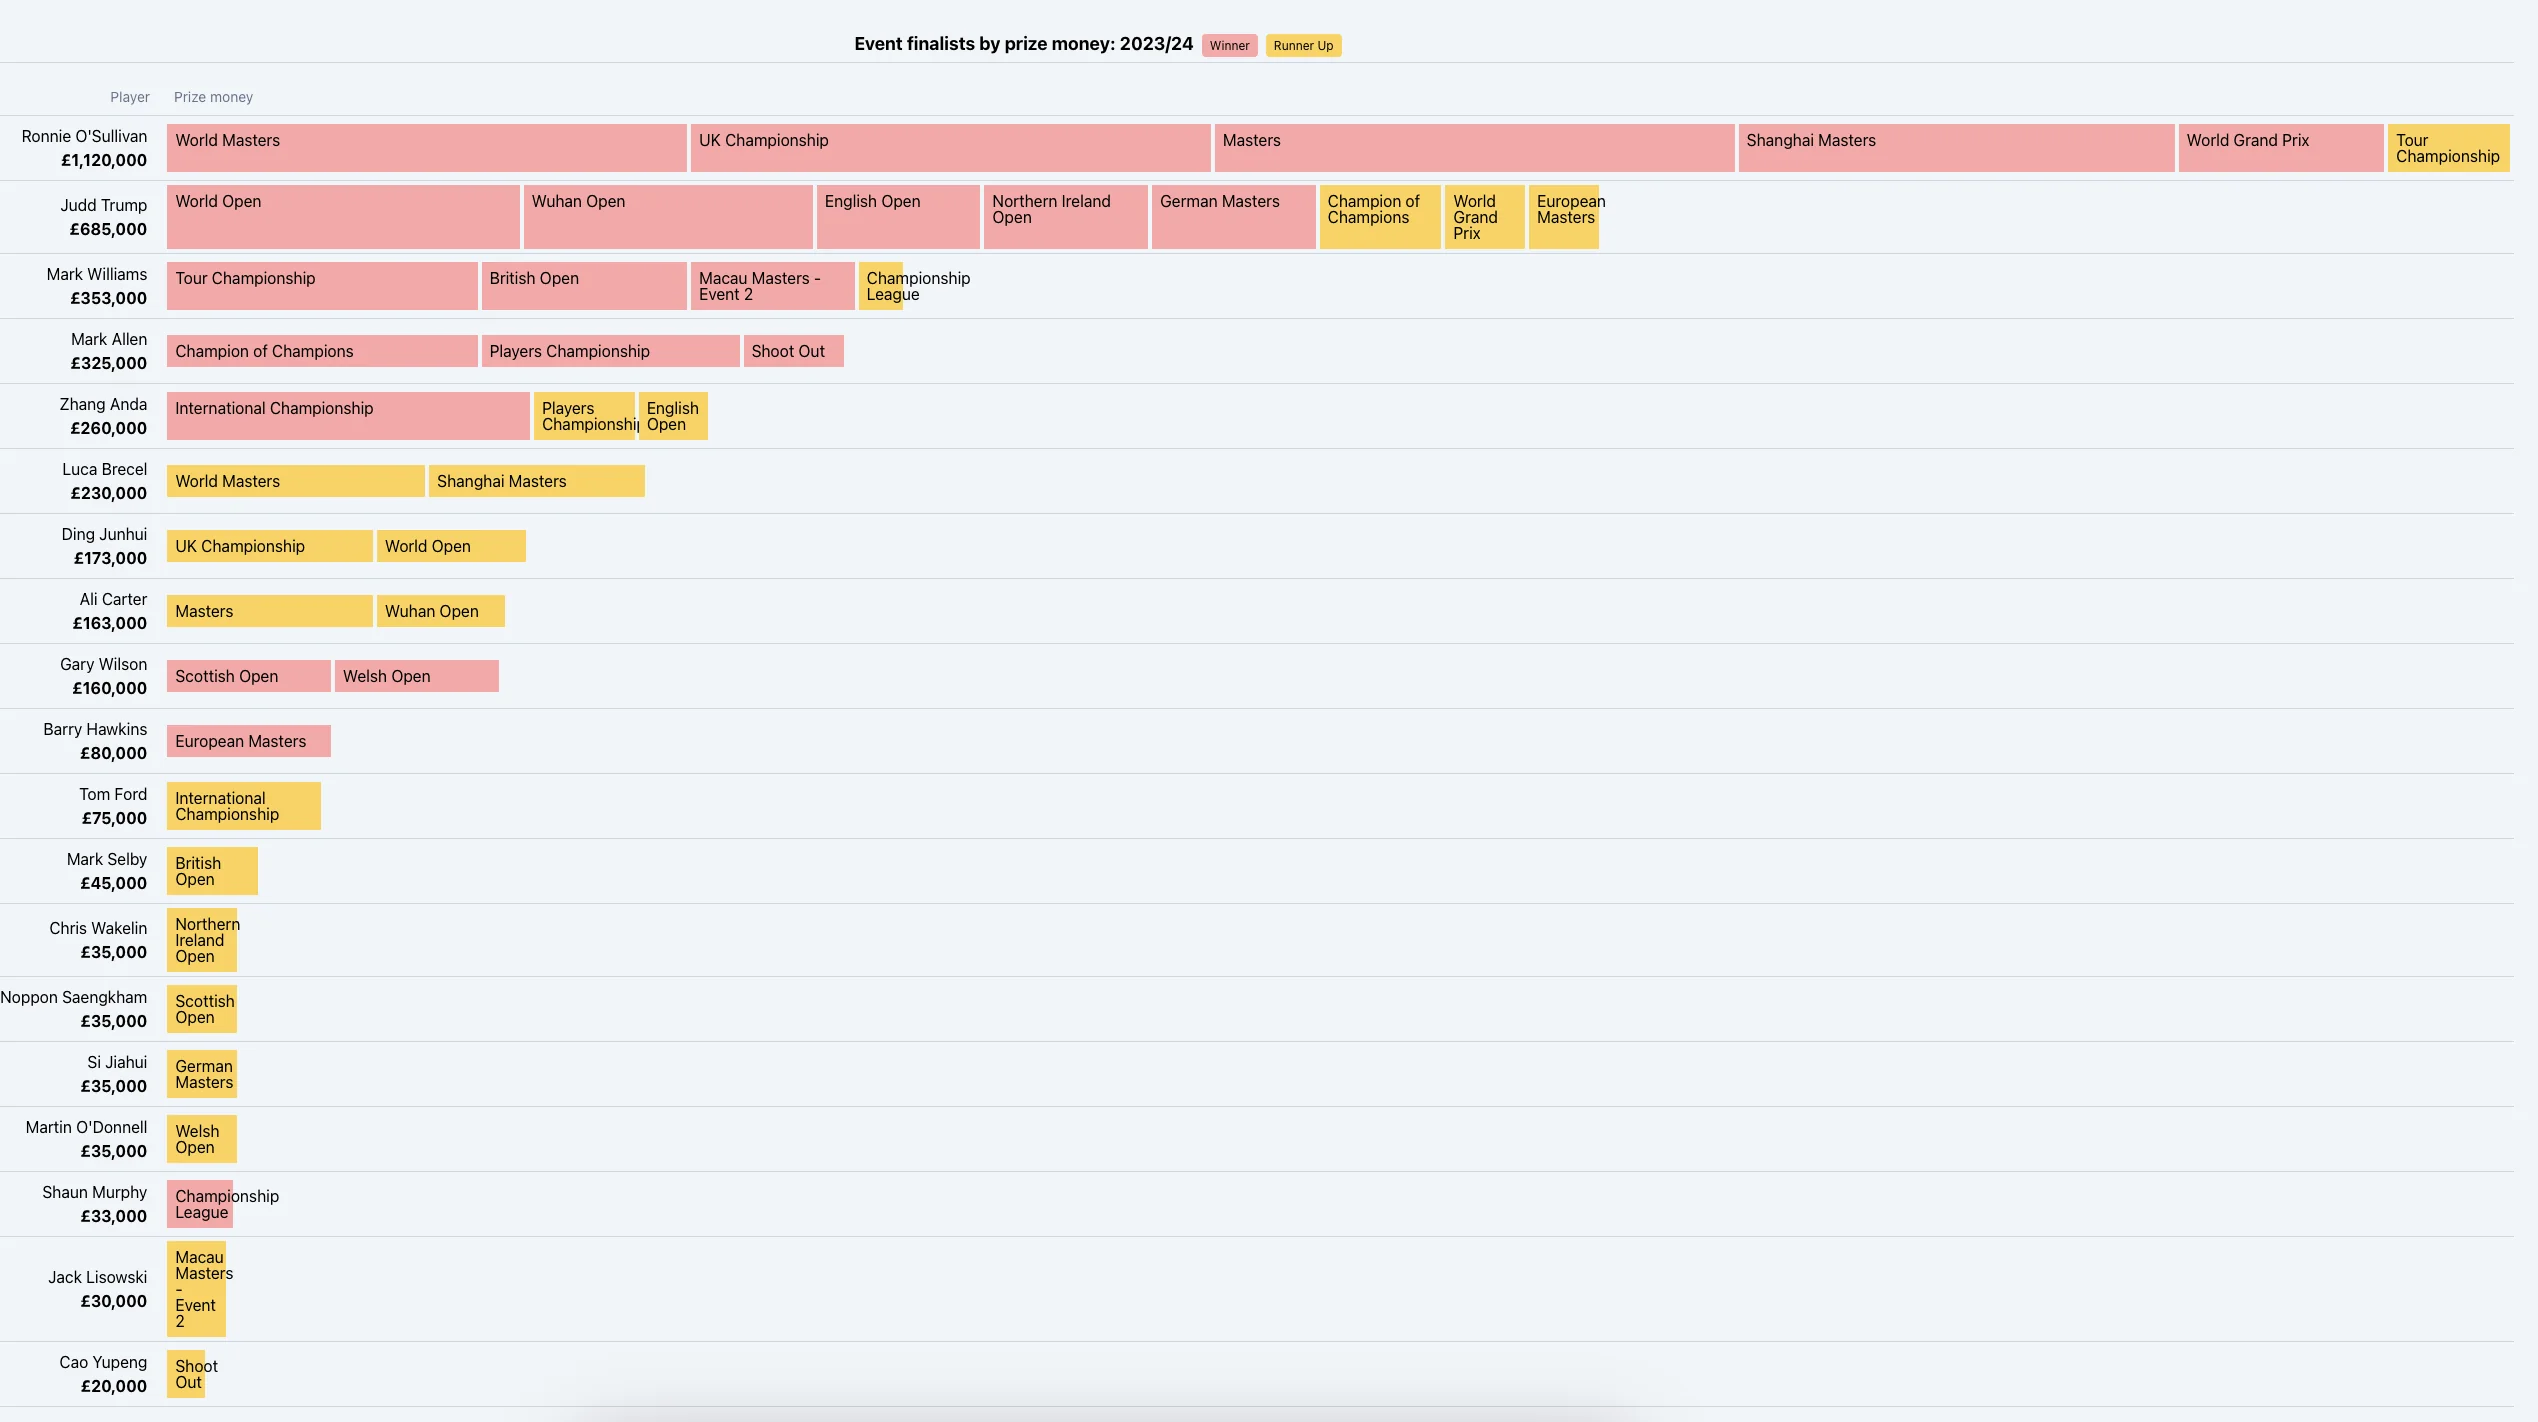 Event finalists by prize money: 2023/24 Winner Runner Up
Player Prize money
Ronnie O'Sullivan
£1,120,000
World Masters
UK Championship
Masters
Shanghai Masters
World Grand Prix
Tour
Championship
Judd Trump
£685,000
World Open
Wuhan Open
English Open
Northern Ireland
Open
German Masters
Champion of
Champions
World
Grand
Prix
European
Masters
Mark Williams
£353,000
Tour Championship
British Open
Macau Masters -
Event 2
Championship
League
Mark Allen
£325,000
Champion of Champions
Players Championship
Shoot Out
Zhang Anda
£260,000
International Championship
Players
Championship
English
Open
Luca Brecel
£230,000
World Masters
Shanghai Masters
Ding Junhui
£173,000
UK Championship
World Open
Ali Carter
£163,000
Masters
Wuhan Open
Gary Wilson
£160,000
Scottish Open
Welsh Open
Barry Hawkins
£80,000
European Masters
Tom Ford
£75,000
International
Championship
Mark Selby
£45,000
British
Open
Chris Wakelin
£35,000
Northern
Ireland
Open
Noppon Saengkham
£35,000
Scottish
Open
Si Jiahui
£35,000
German
Masters
Martin O'Donnell
£35,000
Welsh
Open
Shaun Murphy
£33,000
Championship
League
Jack Lisowski
£30,000
Macau
Masters
-
Event
2
Cao Yupeng
£20,000
Shoot
Out